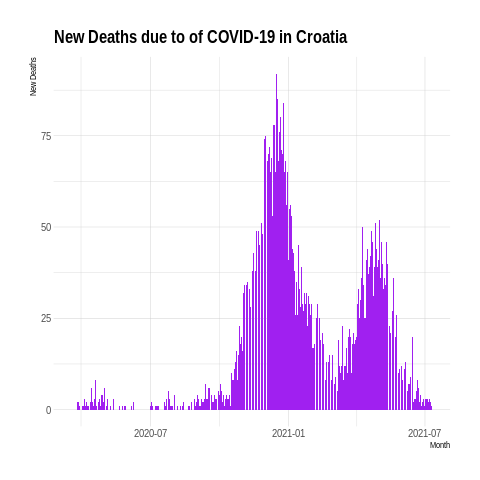 New Deaths due to of COVID-19 in Croatia
New Deaths
75
50
25
0
2020-07
2021-01
2021-07
Month